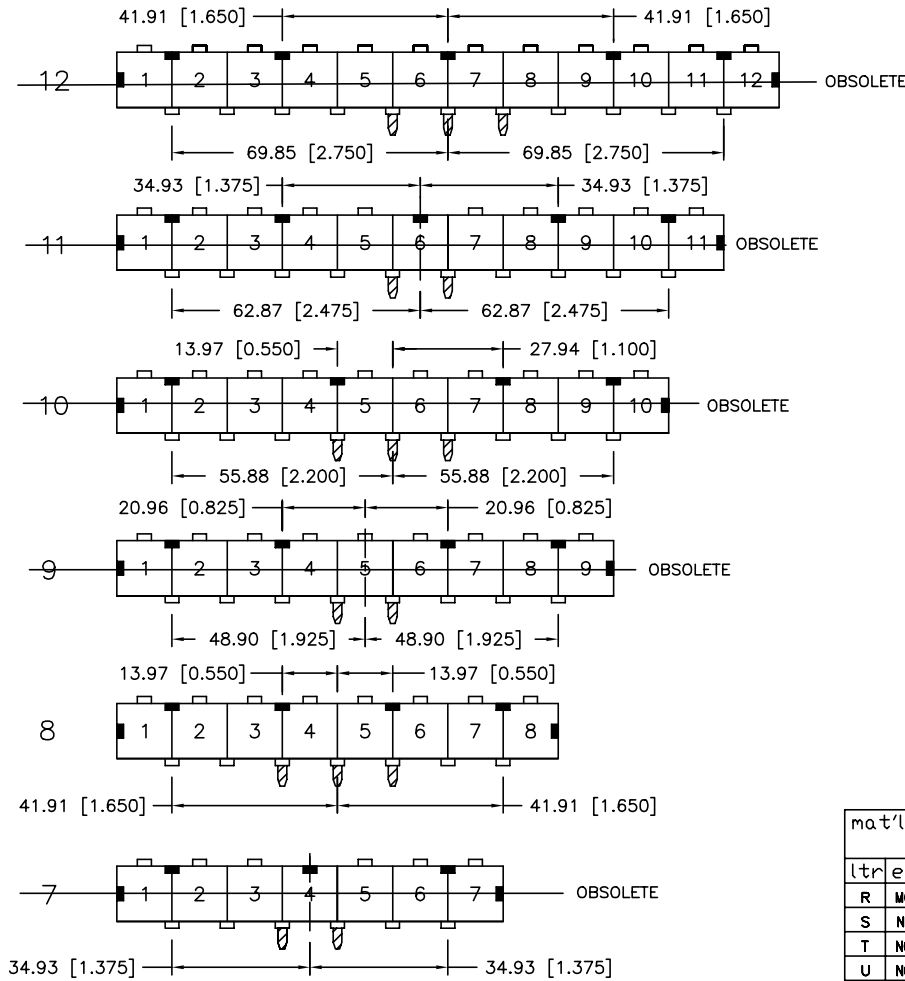 41.91 [1.650] 41.91 [1.650]
12 1 2 3 4 5 6 7 8 9 10 11 12 OBSOLETE
69.85 [2.750] 69.85 [2.750]
34.93 [1.375] 34.93 [1.375]
11 1 2 3 4 5 6 7 8 9 10 11 OBSOLETE
62.87 [2.475] 62.87 [2.475]
13.97 [0.550] 27.94 [1.100]
10 1 2 3 4 5 6 7 8 9 10 OBSOLETE
55.88 [2.200] 55.88 [2.200]
20.96 [0.825] 20.96 [0.825]
9 1 2 3 4 5 6 7 8 9 OBSOLETE
48.90 [1.925] 48.90 [1.925]
13.97 [0.550] 13.97 [0.550]
8 1 2 3 4 5 6 7 8
41.91 [1.650] 41.91 [1.650]
mat'l
ltr
R
S
T
U
7 1 2 3 4 5 6 7 OBSOLETE
34.93 [1.375] 34.93 [1.375]